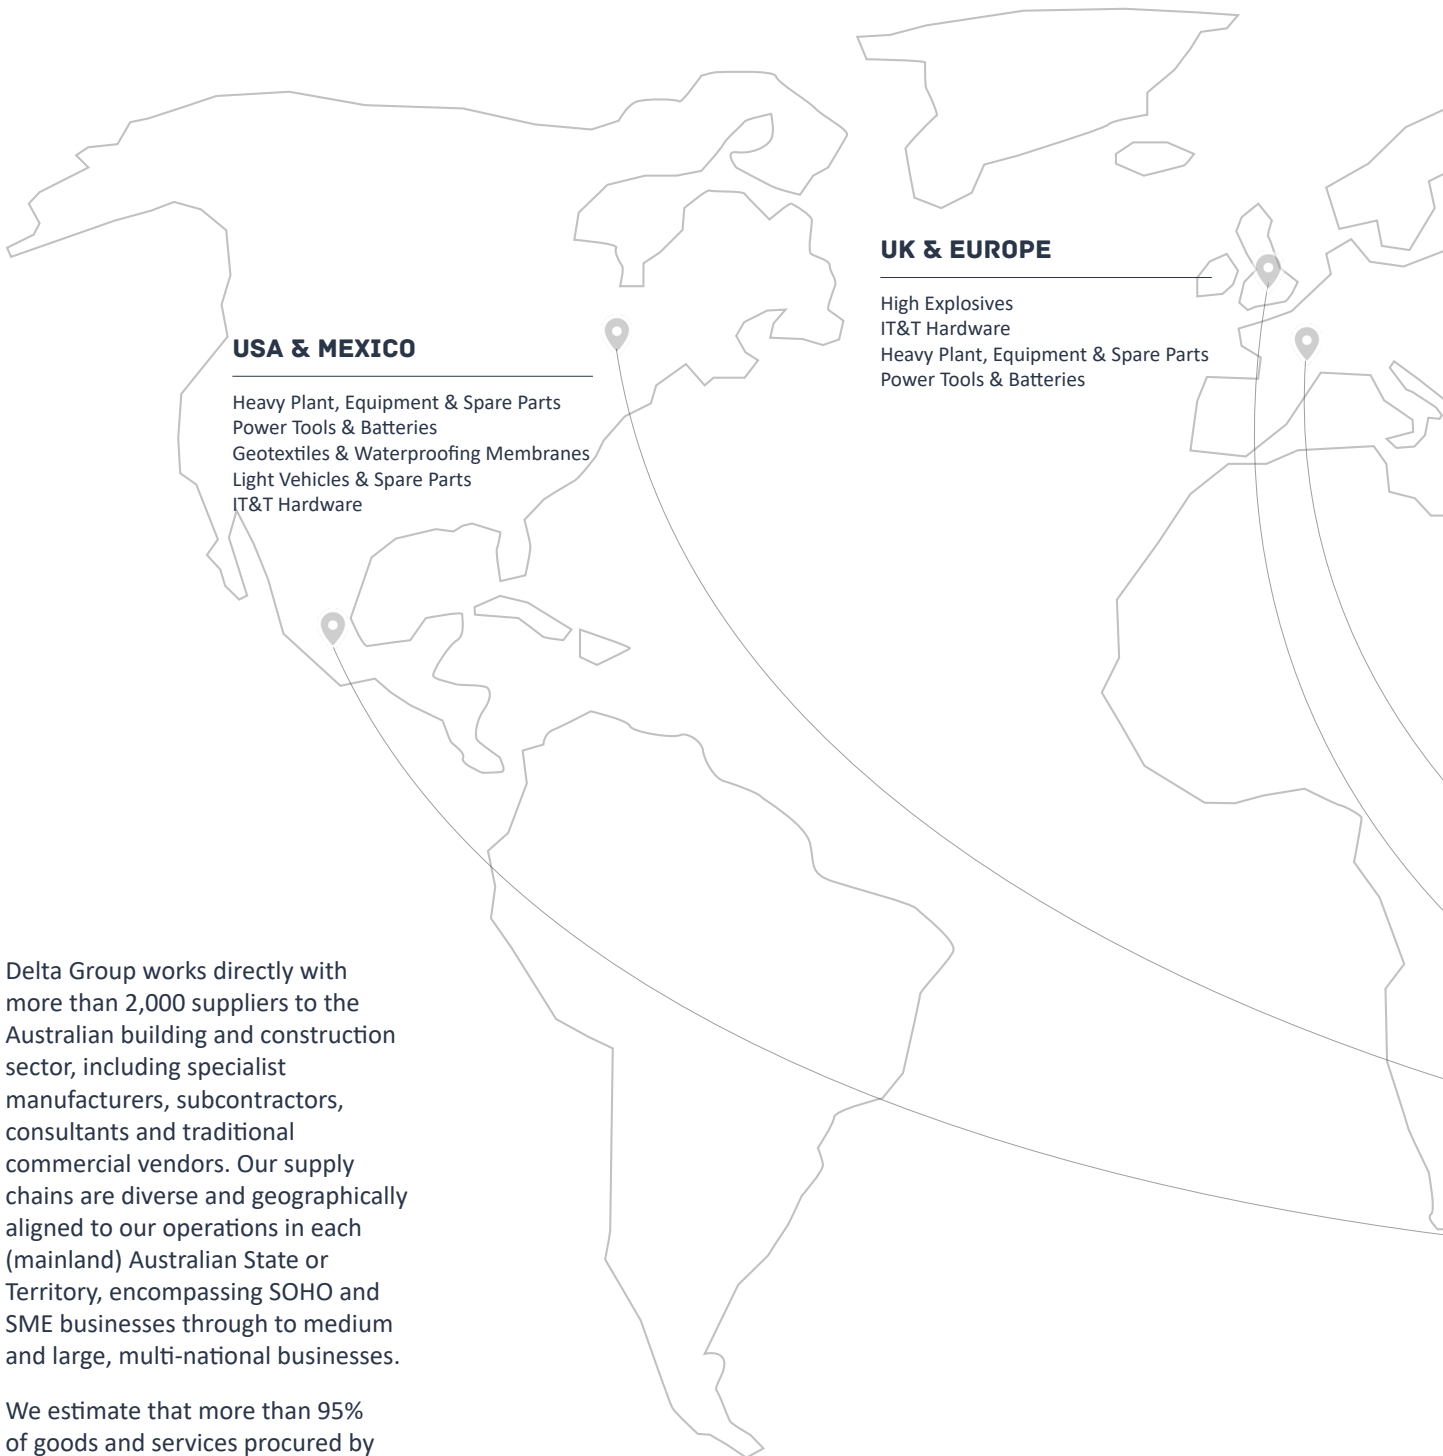 UK & EUROPE
High Explosives
IT&T Hardware
Heavy Plant, Equipment & Spare Parts
Power Tools & Batteries
USA & MEXICO
Heavy Plant, Equipment & Spare Parts
Power Tools & Batteries
Geotextiles & Waterproofing Membranes
Light Vehicles & Spare Parts
IT&T Hardware
Delta Group works directly with
more than 2,000 suppliers to the
Australian building and construction
sector, including specialist
manufacturers, subcontractors,
consultants and traditional
commercial vendors. Our supply
chains are diverse and geographically
aligned to our operations in each
(mainland) Australian State or
Territory, encompassing SOHO and
SME businesses through to medium
and large, multi-national businesses.
We estimate that more than 95%
of goods and services procured by